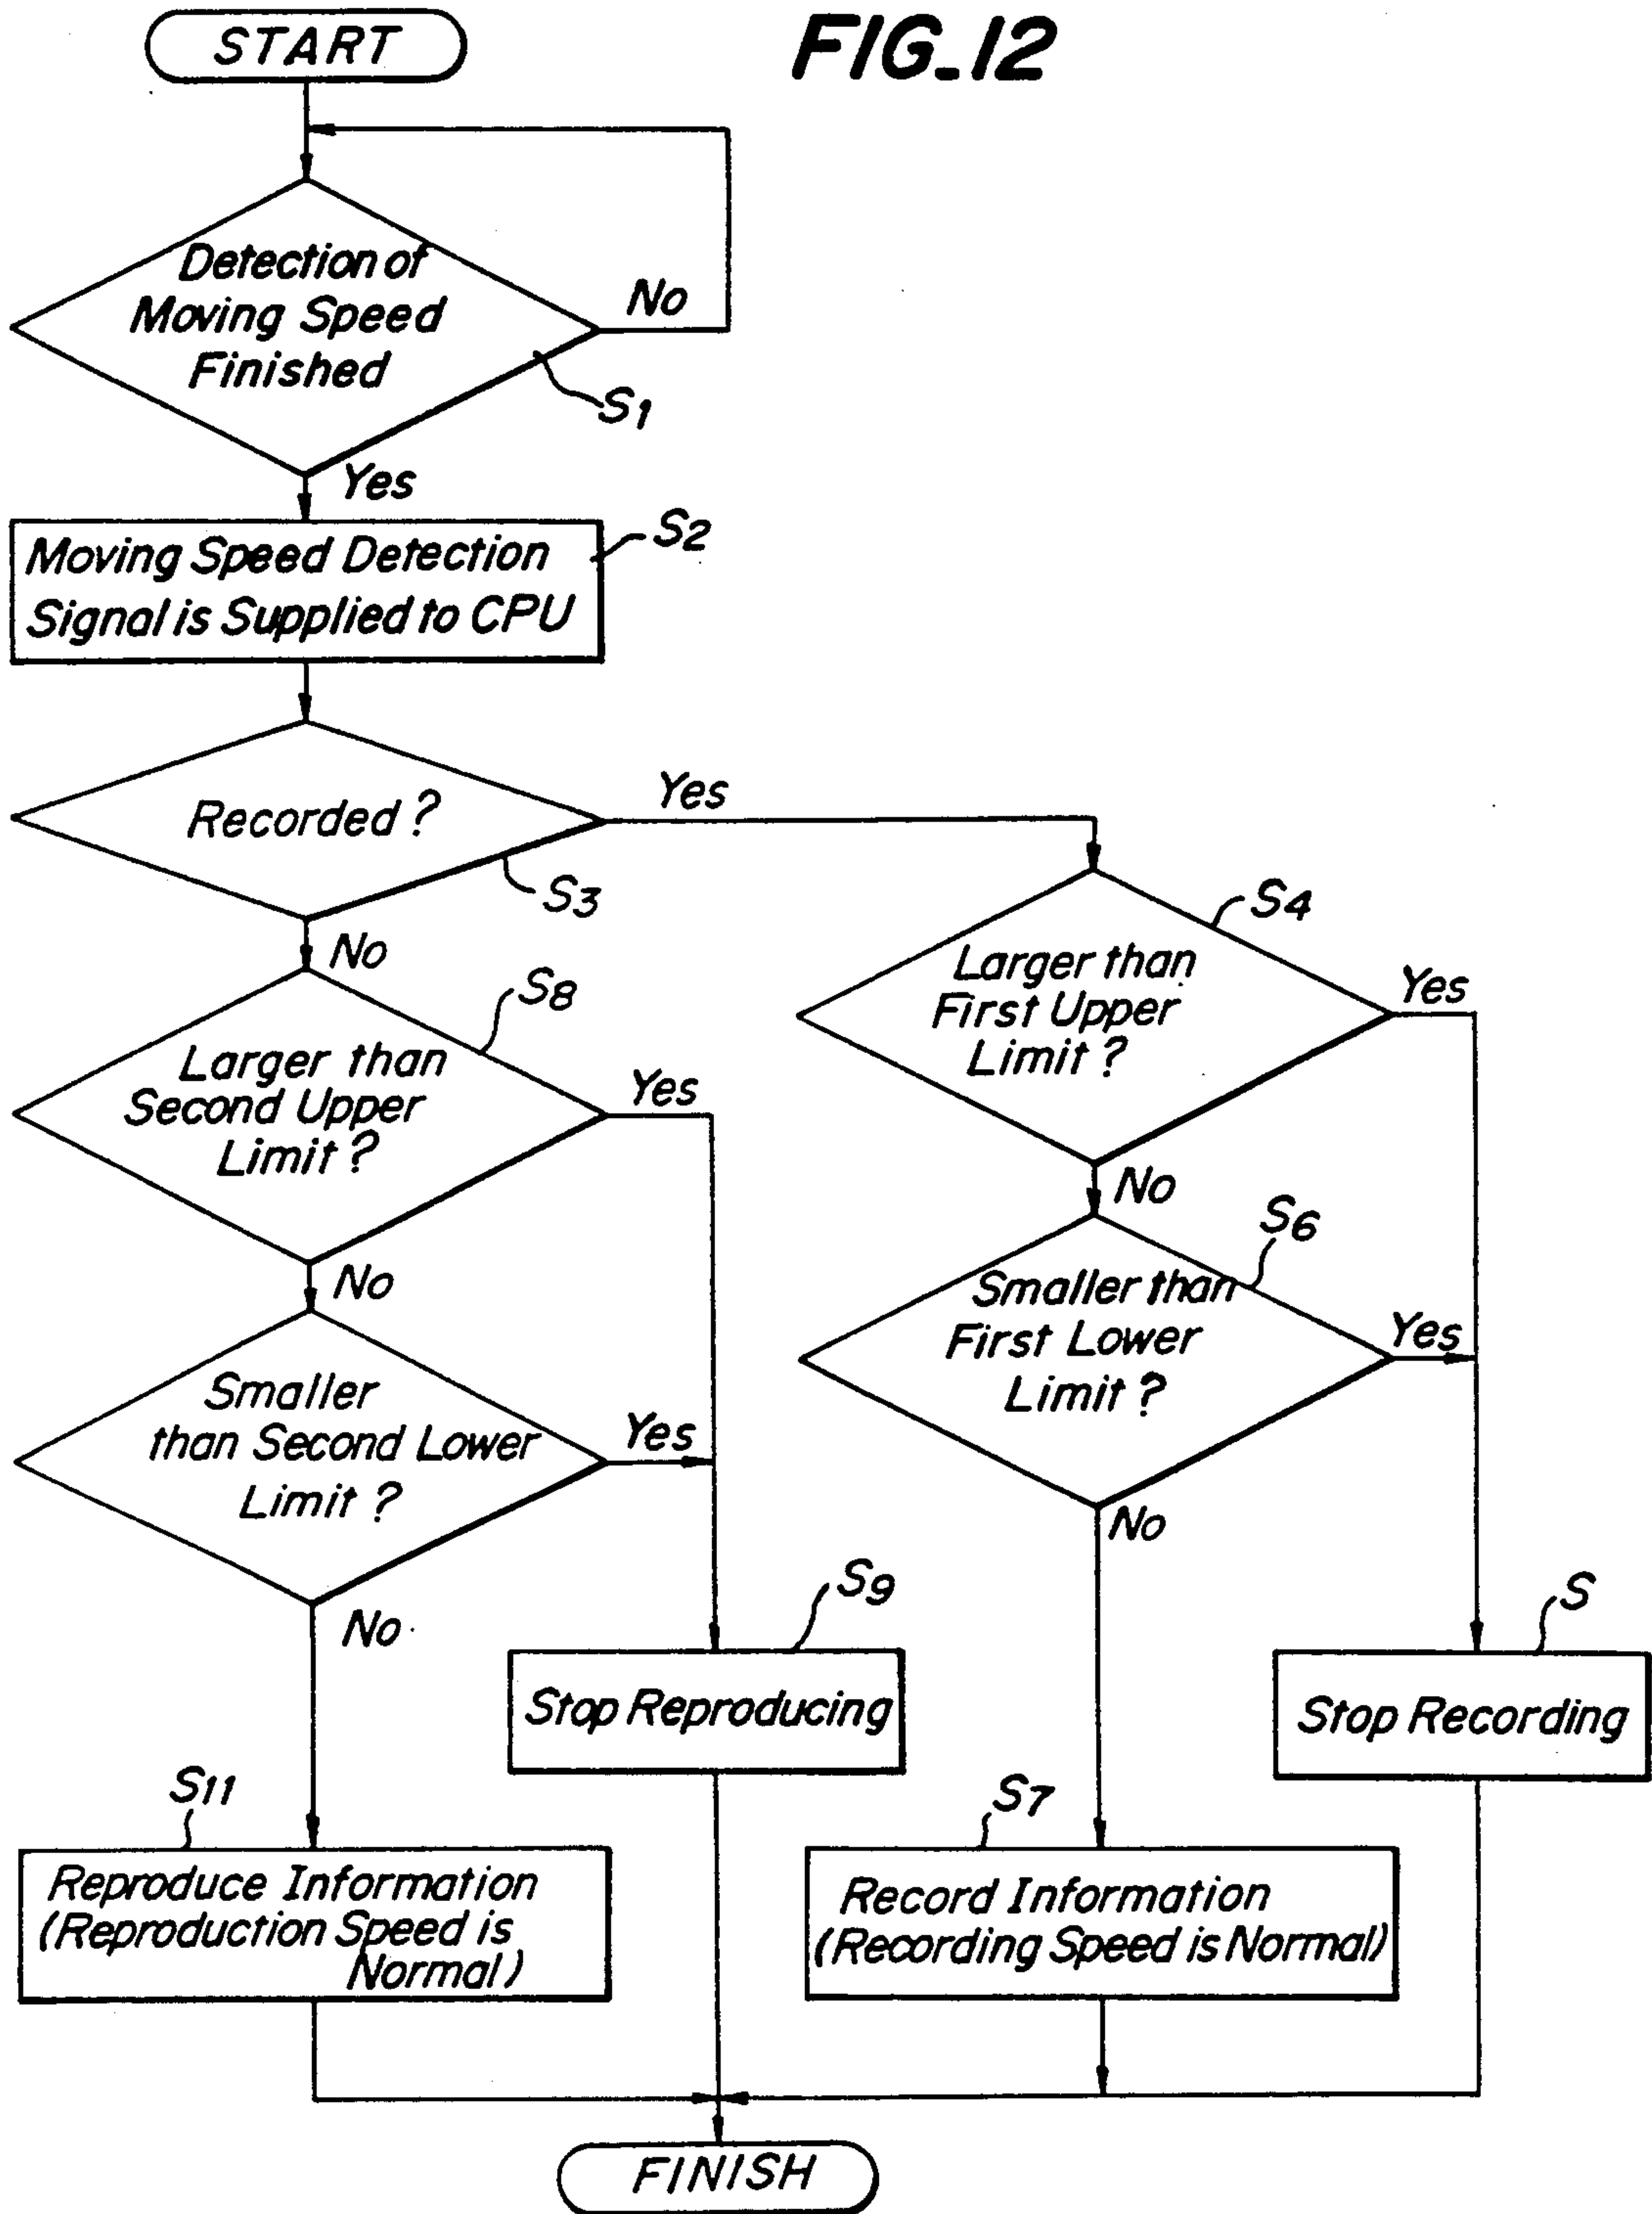 FIG_12
START
Detection of
Moving Speed
Finished
No
S1
Yes
S2
Moving Speed Detection
Signal is Supplied to CPU
Recorded ?
Yes
S3
No
S4
Larger than
First Upper
Limit ?
Yes
No
S8
Larger than
Second Upper
Limit ?
Yes
No
S6
Smaller than
First Lower
Limit ?
Yes
No
Smaller
than Second Lower
Limit ?
Yes
No
S9
Stop Reproducing
S
Stop Recording
S11
Reproduce Information
(Reproduction Speed is
Normal)
S7
Record Information
(Recording Speed is Normal)
FINISH